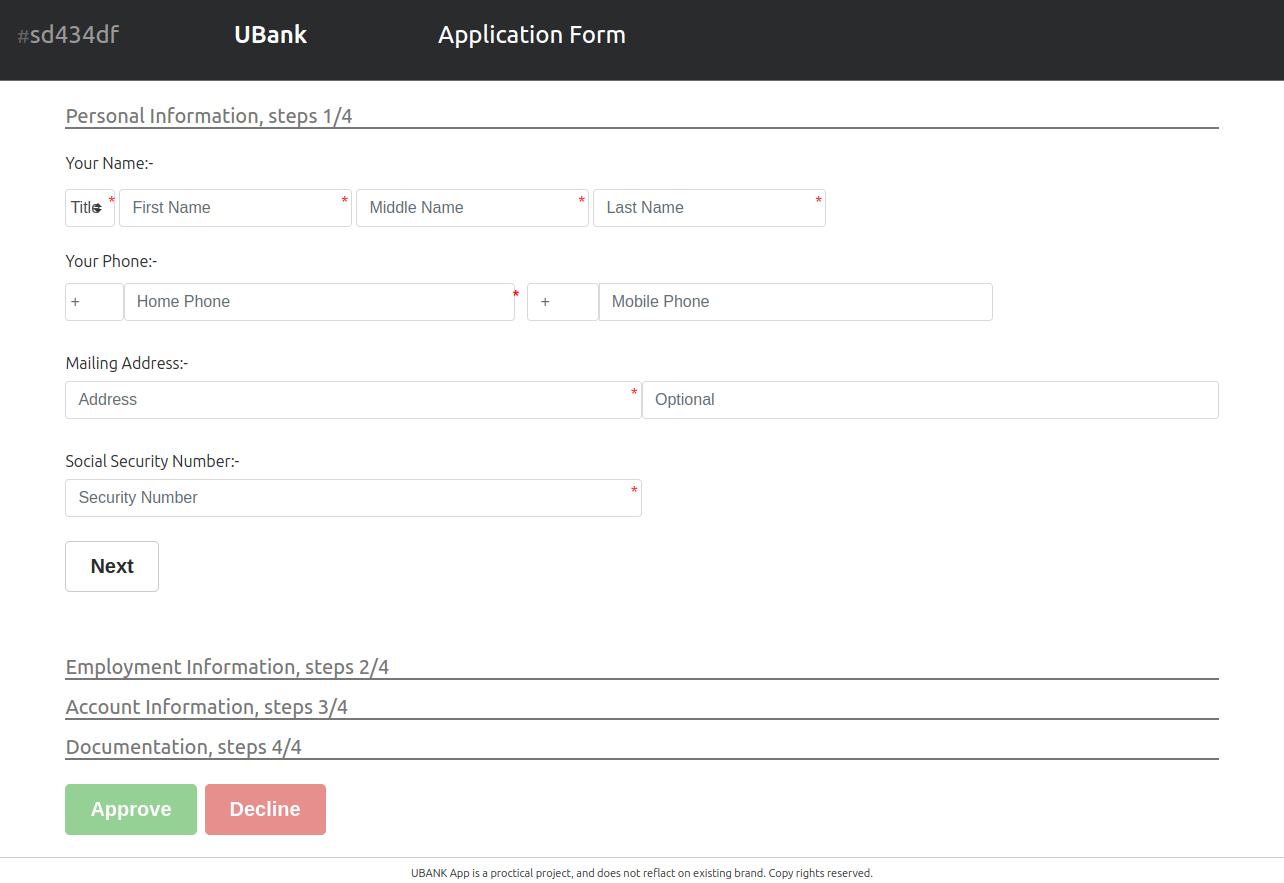 #sd434df UBank Application Form
Personal Information, steps 1/4
Your Name:-
Title * First Name * Middle Name * Last Name *
Your Phone:-
+ Home Phone * + Mobile Phone
Mailing Address:-
Address * Optional
Social Security Number:-
Security Number *
Next
Employment Information, steps 2/4
Account Information, steps 3/4
Documentation, steps 4/4
Approve Decline
UBANK App is a proctical project, and does not reflact on existing brand. Copy rights reserved.